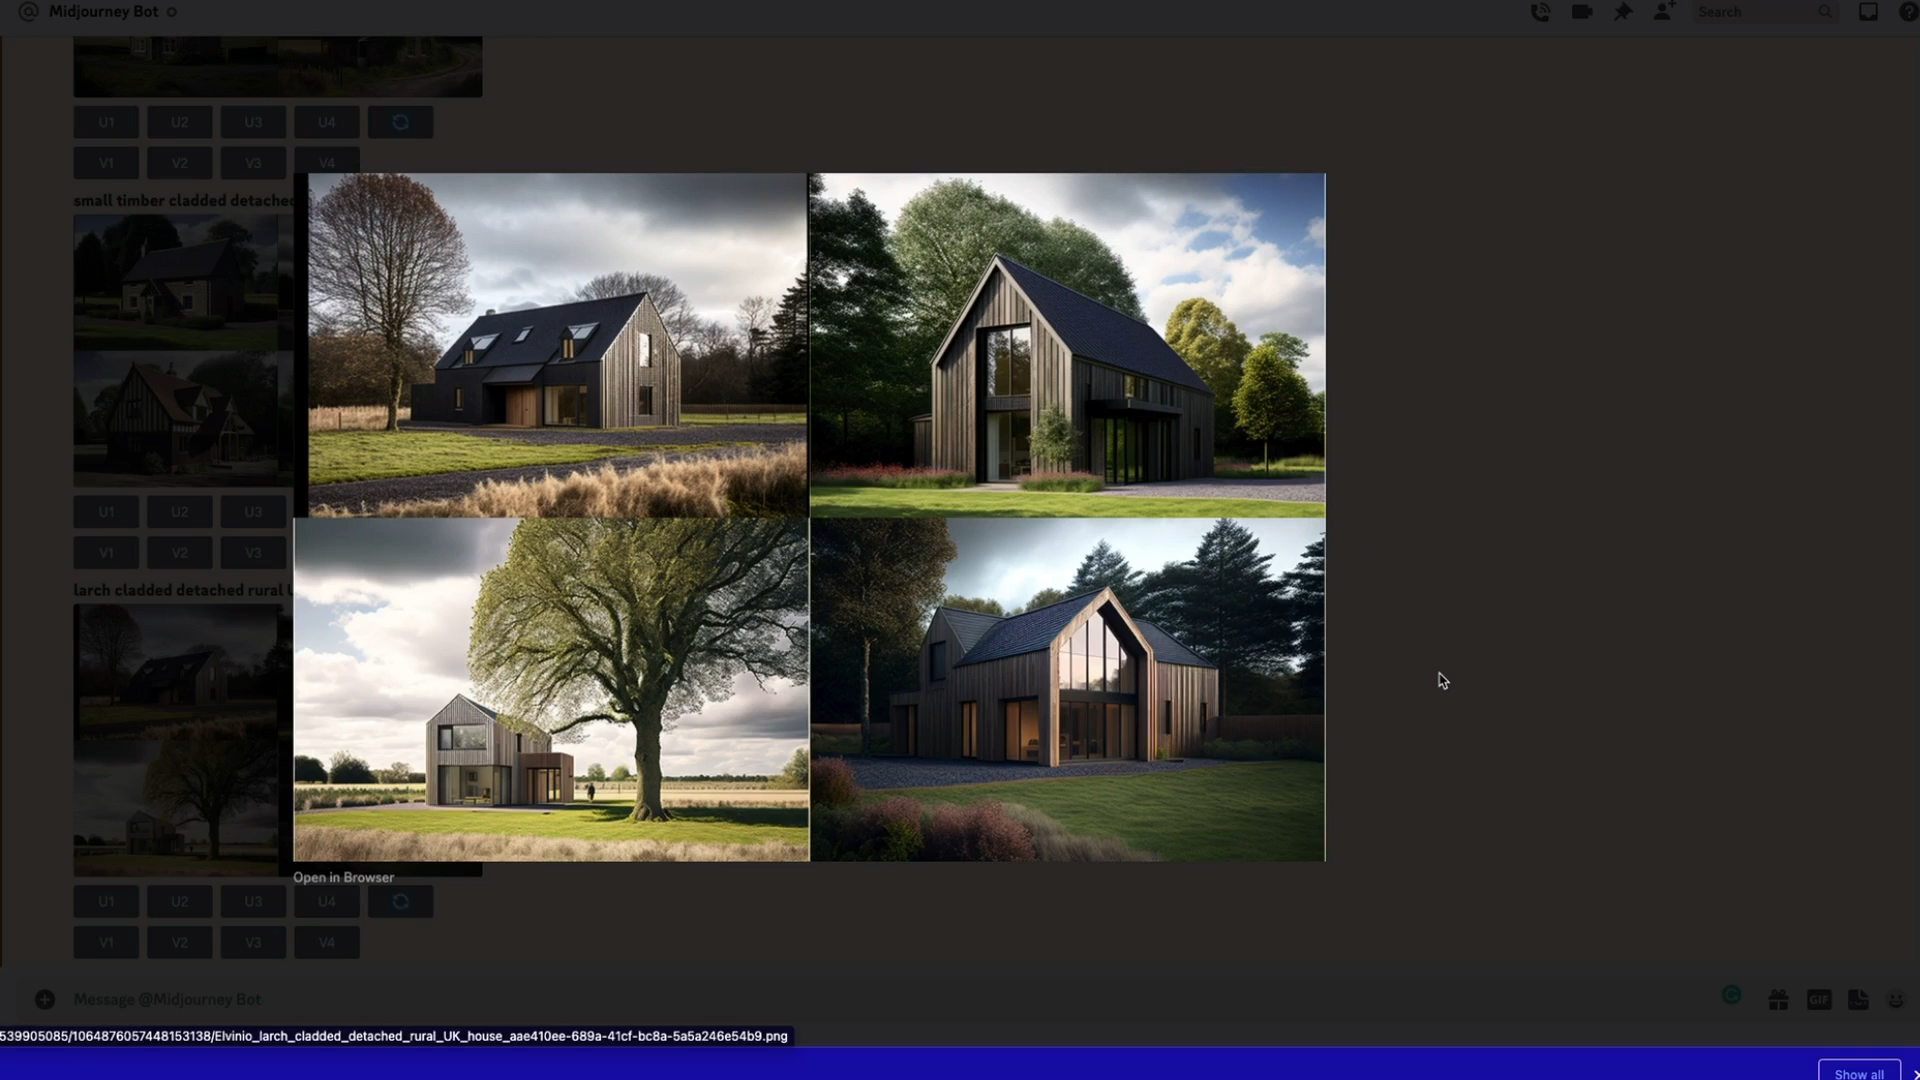 Midjourney Bot
Search
U1 U2 U3 U4
V1 V2 V3 V4
small timber cladded detached
U1 U2 U3
V1 V2 V3
larch cladded detached rural
Open in Browser
U1 U2 U3 U4
V1 V2 V3 V4
Message @Midjourney Bot
GIF
539905085/1064876057448153138/Elvinio_larch_cladded_detached_rural_UK_house_aae410ee-689a-41cf-bc8a-5a5a246e54b9.png
Show all